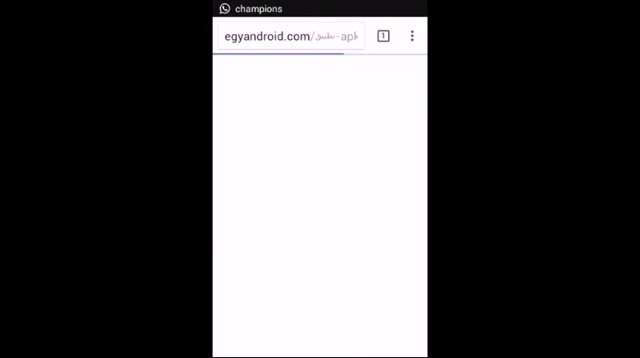 champions
egyandroid.com/تطبيق-apk
1